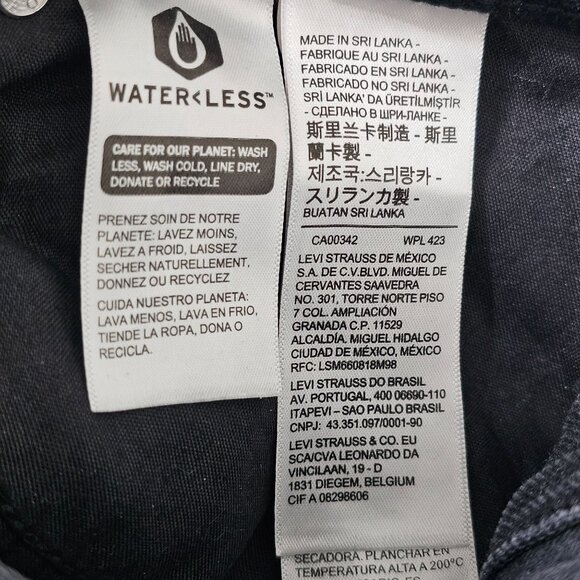 WATER<LESS™
CARE FOR OUR PLANET: WASH
LESS, WASH COLD, LINE DRY,
DONATE OR RECYCLE
PRENEZ SOIN DE NOTRE
PLANETE: LAVEZ MOINS,
LAVEZ A FROID, LAISSEZ
SECHER NATURELLEMENT,
DONNEZ OU RECYCLEZ
CUIDA NUESTRO PLANETA:
LAVA MENOS, LAVA EN FRIO,
TIENDE LA ROPA, DONA O
RECICLA.
MADE IN SRI LANKA -
FABRIQUE AU SRI LANKA -
FABRICADO EN SRI LANKA -
FABRICADO NO SRI LANKA -
SRİ LANKA' DA ÜRETİLMİŞTİR
- СДЕЛАНО В ШРИ-ЛАНКЕ -
斯里兰卡制造 - 斯里
蘭卡製 -
제조국:스리랑카 -
スリランカ製 -
BUATAN SRI LANKA
CA00342 WPL 423
LEVI STRAUSS DE MÉXICO
S.A. DE C.V.BLVD. MIGUEL DE
CERVANTES SAAVEDRA
NO. 301, TORRE NORTE PISO
7 COL. AMPLIACIÓN
GRANADA C.P. 11529
ALCALDÍA. MIGUEL HIDALGO
CIUDAD DE MÉXICO, MÉXICO
RFC: LSM660818M98
LEVI STRAUSS DO BRASIL
AV. PORTUGAL, 400 06690-110
ITAPEVI – SAO PAULO BRASIL
CNPJ: 43.351.097/0001-90
LEVI STRAUSS & CO. EU
SCA/CVA LEONARDO DA
VINCILAAN, 19 - D
1831 DIEGEM, BELGIUM
CIF A 08298606
SECADORA. PLANCHAR EN
TEMPERATURA ALTA A 200°C